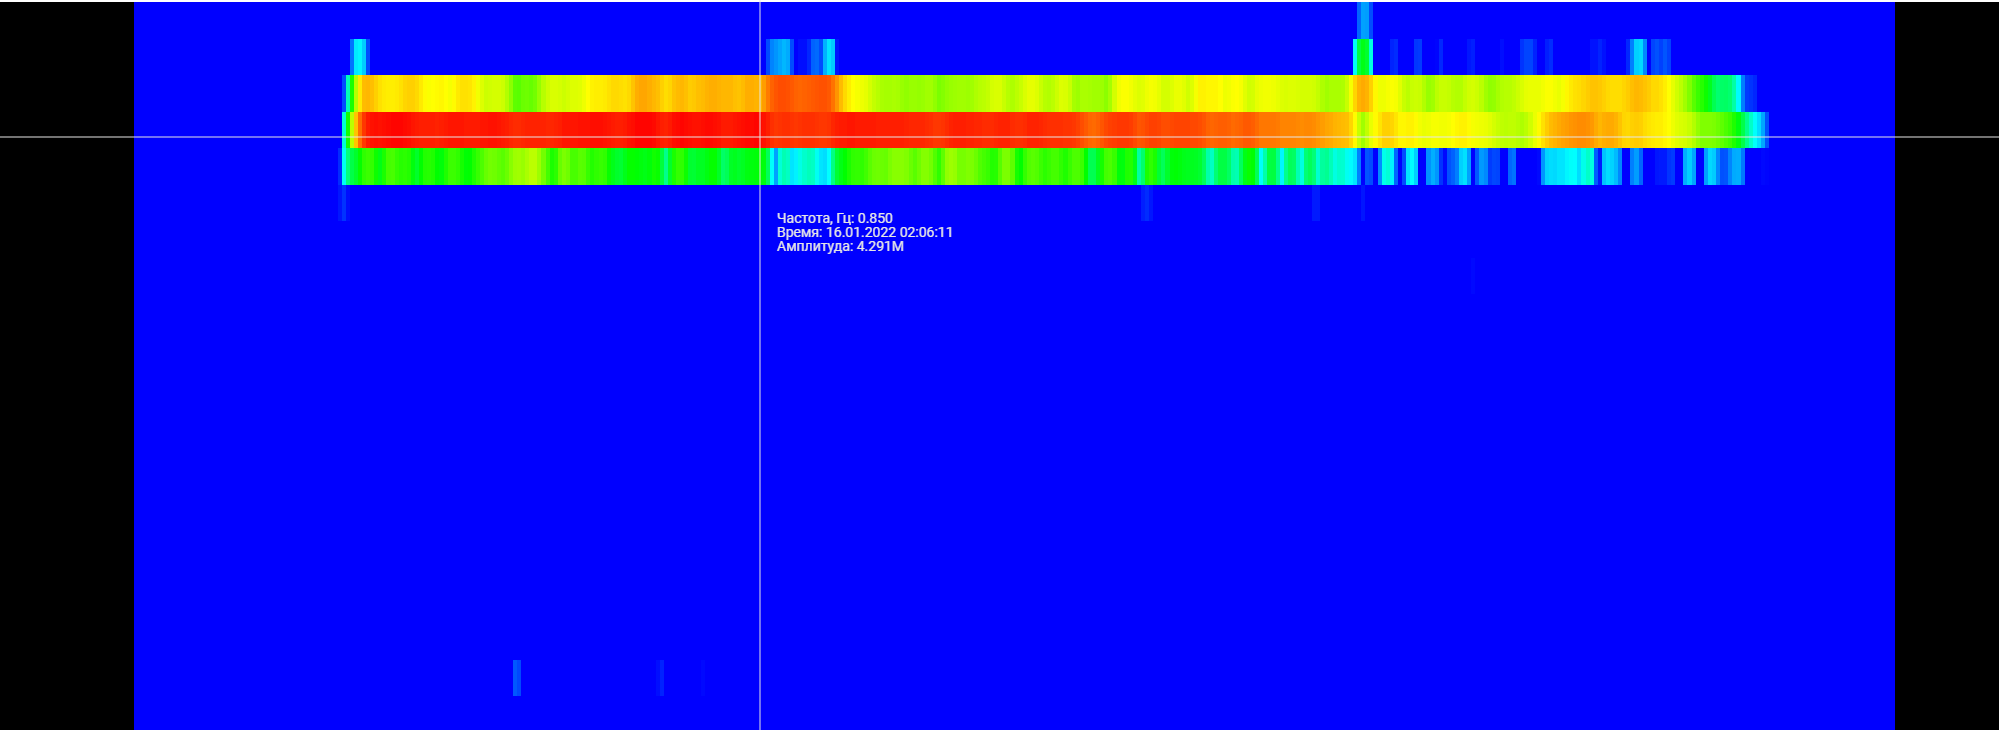 Частота, Гц: 0.850
Время: 16.01.2022 02:06:11
Амплитуда: 4.291M